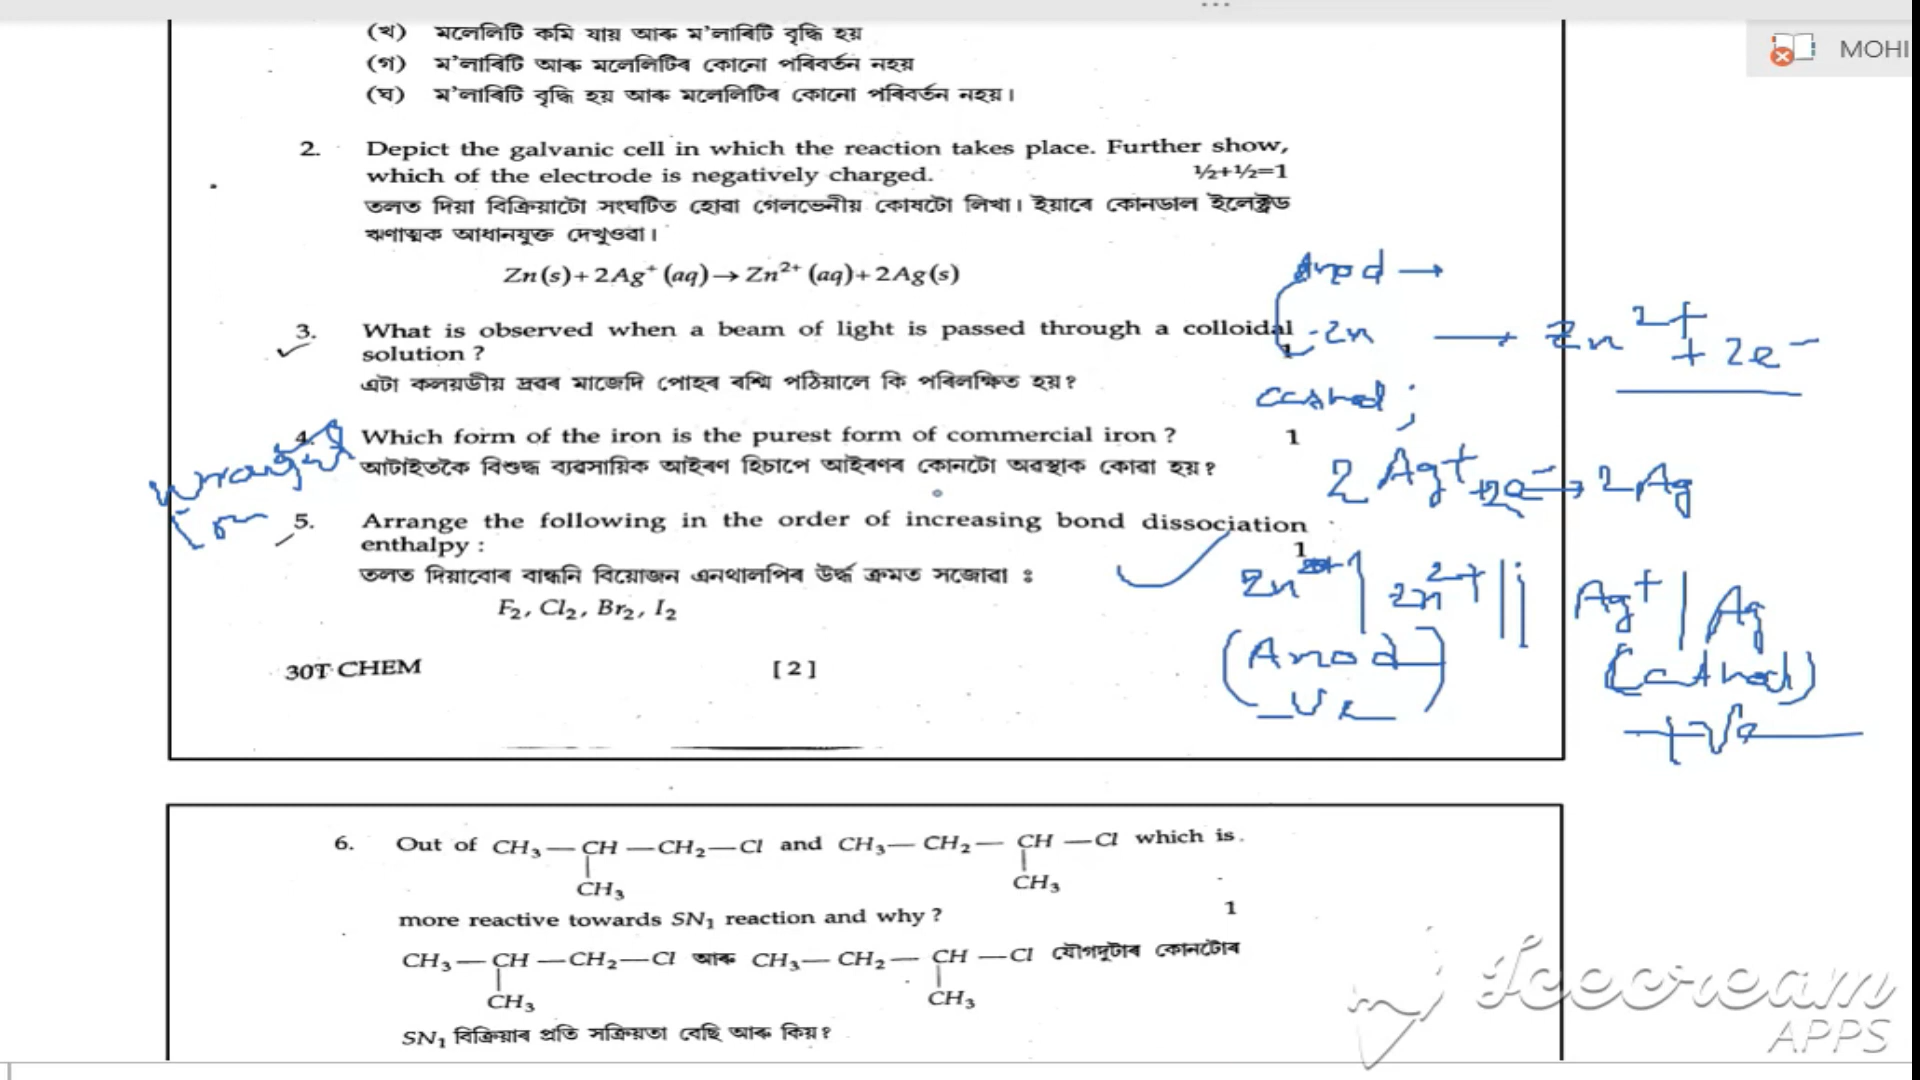 (খ) মলেলিটি কমি যায় আৰু ম'লাৰিটি বৃদ্ধি হয়
MOHI
(গ) ম'লাৰিটি আৰু মলেলিটিৰ কোনো পৰিবৰ্তন নহয়
(ঘ) ম'লাৰিটি বৃদ্ধি হয় আৰু মলেলিটিৰ কোনো পৰিবৰ্তন নহয়।
2. Depict the galvanic cell in which the reaction takes place. Further show,
which of the electrode is negatively charged. ½+½=1
তলত দিয়া বিক্ৰিয়াটো সংঘটিত হোৱা গেলভেনীয় কোষটো লিখা। ইয়াৰে কোনডাল ইলেক্ট্ৰড
ঋণাত্মক আধানযুক্ত দেখুওৱা।
Zn(s)+2Ag⁺(aq)→Zn²⁺(aq)+2Ag(s)
Anod →
3. What is observed when a beam of light is passed through a colloidal
solution ? 1
এটা কলয়ডীয় দ্ৰৱৰ মাজেদি পোহৰ ৰশ্মি পঠিয়ালে কি পৰিলক্ষিত হয়?
Zn → Zn²⁺ + 2e⁻
Cathod ;
4. Which form of the iron is the purest form of commercial iron ? 1
আটাইতকৈ বিশুদ্ধ ব্যৱসায়িক আইৰণ হিচাপে আইৰণৰ কোনটো অৱস্থাক কোৱা হয়?
2Ag⁺ +2e⁻ → 2Ag
5. Arrange the following in the order of increasing bond dissociation
enthalpy : 1
তলত দিয়াবোৰ বান্ধনি বিয়োজন এনথালপিৰ উৰ্দ্ধ ক্ৰমত সজোৱা ঃ
F₂, Cl₂, Br₂, I₂
Zn | Zn²⁺ || Ag⁺ | Ag
(Anod) (Cathod)
-Ve +Ve
30T CHEM [2]
6. Out of CH₃—CH—CH₂—Cl and CH₃—CH₂—CH—Cl which is
CH₃ CH₃
more reactive towards SN₁ reaction and why ? 1
CH₃—CH—CH₂—Cl আৰু CH₃—CH₂—CH—Cl যৌগদুটাৰ কোনটোৰ
CH₃ CH₃
SN₁ বিক্ৰিয়াৰ প্ৰতি সক্ৰিয়তা বেছি আৰু কিয়?
Icecream
APPS